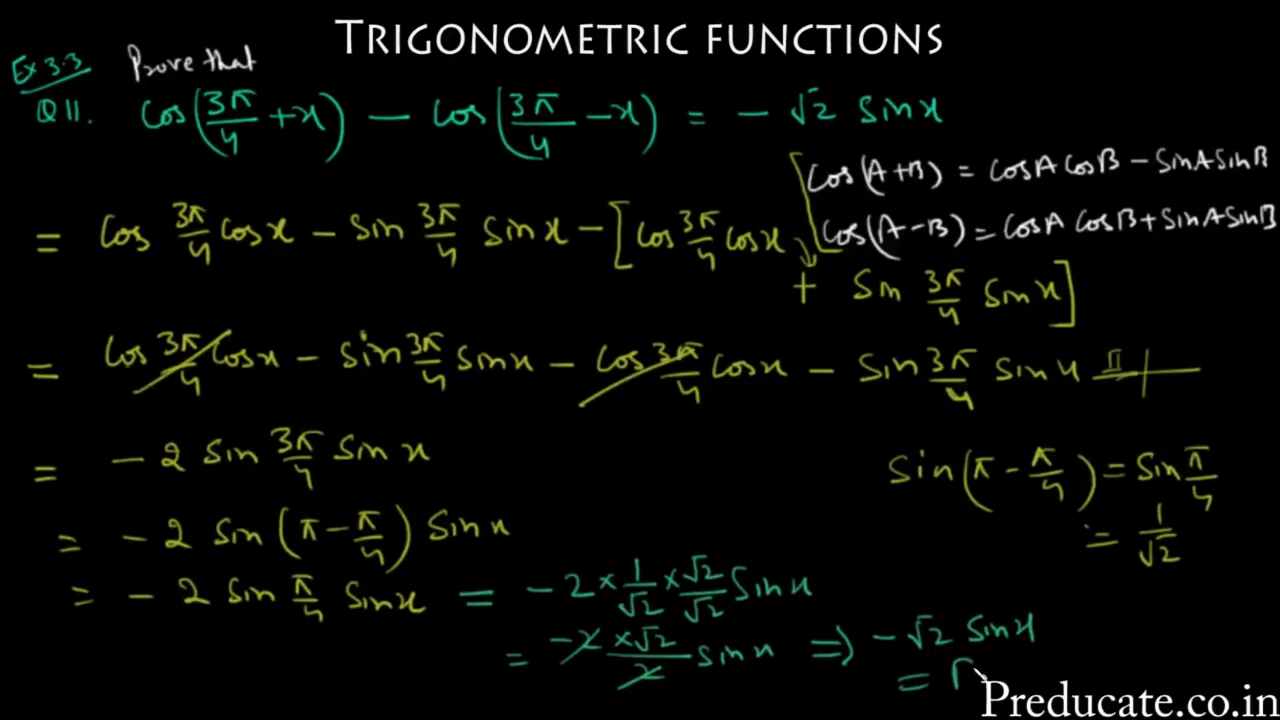 TRIGONOMETRIC FUNCTIONS
Ex 3.3 Prove that
Q 11. cos(3π/4 + x) − cos(3π/4 − x) = − √2 sin x
cos(A+B) = cosA cosB − sinA sinB
cos(A−B) = cosA cosB + sinA sinB
= cos 3π/4 cos x − sin 3π/4 sin x − [cos 3π/4 cos x
+ sin 3π/4 sin x]
= cos 3π/4 cos x − sin 3π/4 sin x − cos 3π/4 cos x − sin 3π/4 sin x II
= − 2 sin 3π/4 sin x
sin(π − π/4) = sin π/4
= 1/√2
= − 2 sin (π − π/4) sin x
= − 2 sin π/4 sin x = −2 × 1/√2 × √2/√2 sin x
= −2 × √2/2 sin x ⇒ − √2 sin x
=
Preducate.co.in